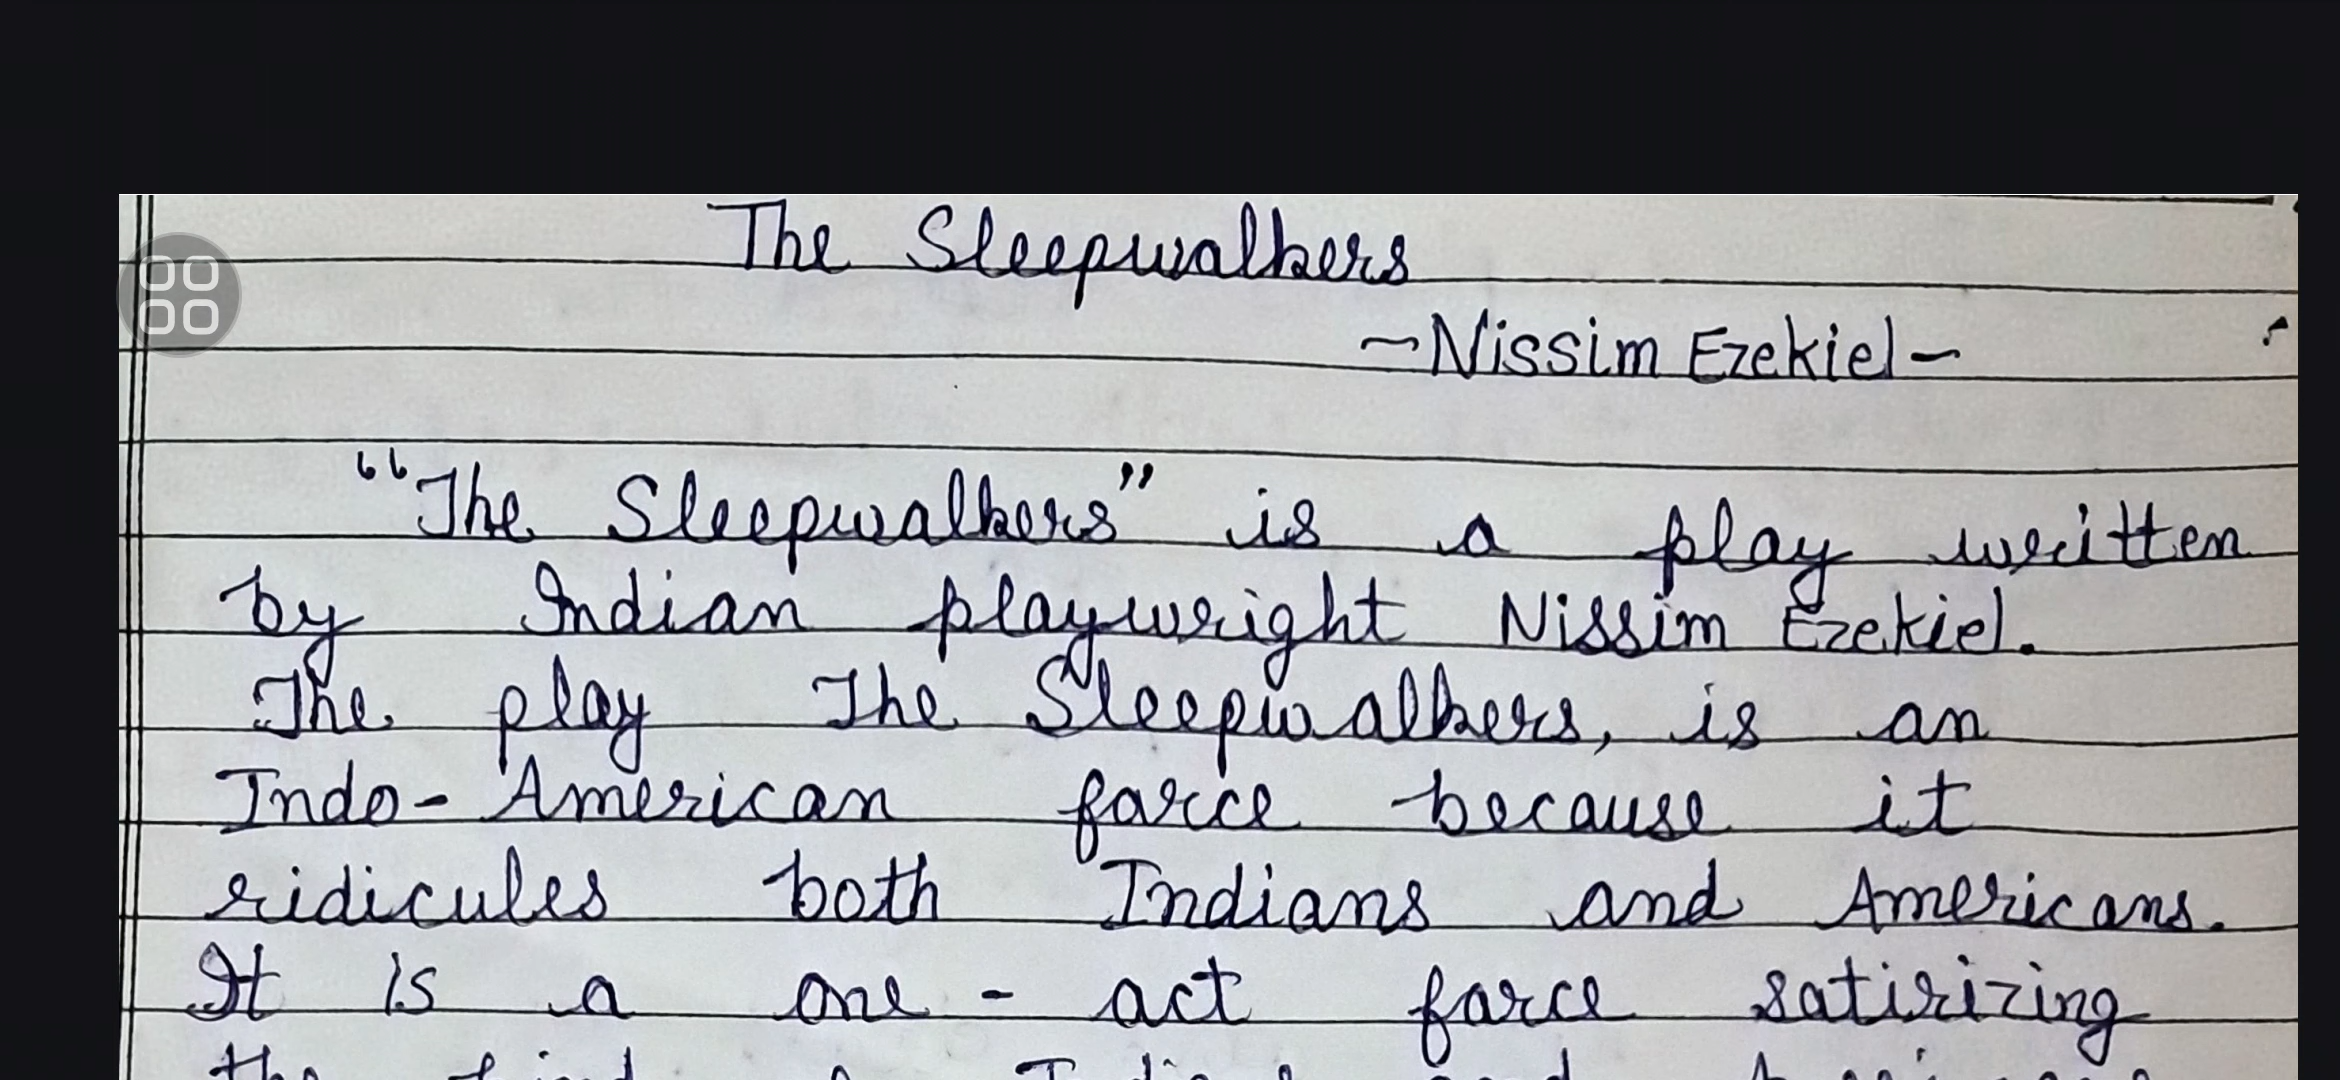 The Sleepwalkers
~Nissim Ezekiel-
"The Sleepwalkers" is a play written
by Indian playwright Nissim Ezekiel.
The play The Sleepwalkers, is an
Indo-American farce because it
ridicules both Indians and Americans.
It is a one-act farce satirizing